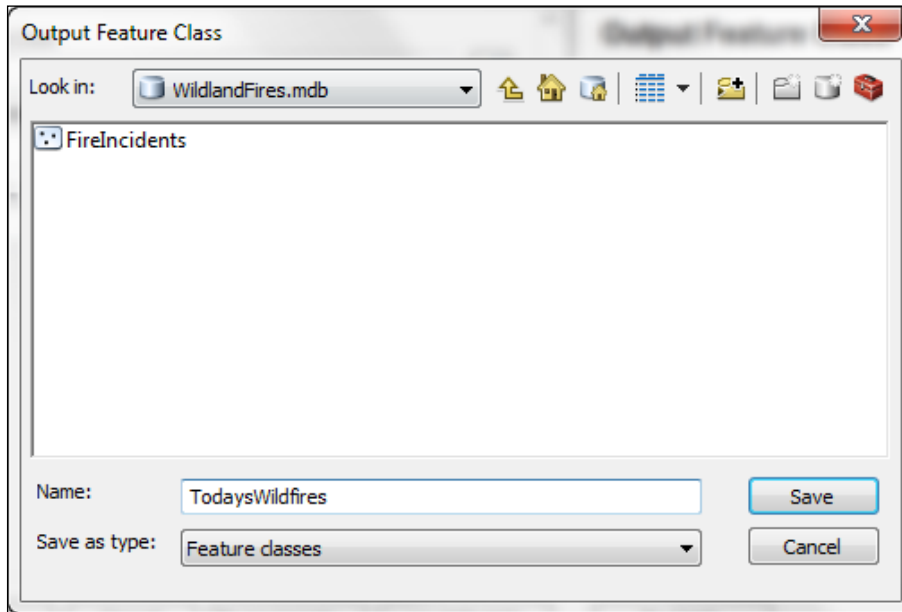 Output Feature Class
Look in: WildlandFires.mdb
FireIncidents
Name: TodaysWildfires Save
Save as type: Feature classes Cancel